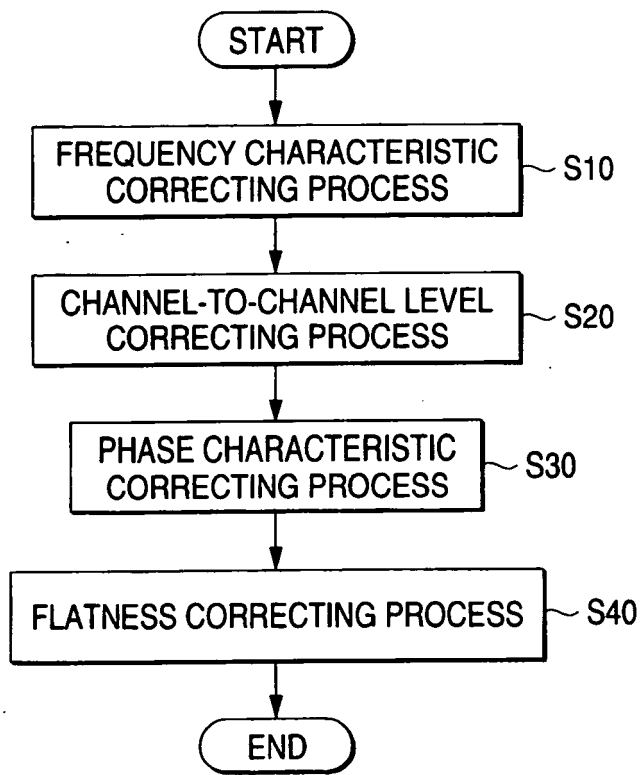 START
FREQUENCY CHARACTERISTIC
CORRECTING PROCESS
S10
CHANNEL-TO-CHANNEL LEVEL
CORRECTING PROCESS
S20
PHASE CHARACTERISTIC
CORRECTING PROCESS
S30
FLATNESS CORRECTING PROCESS
S40
END